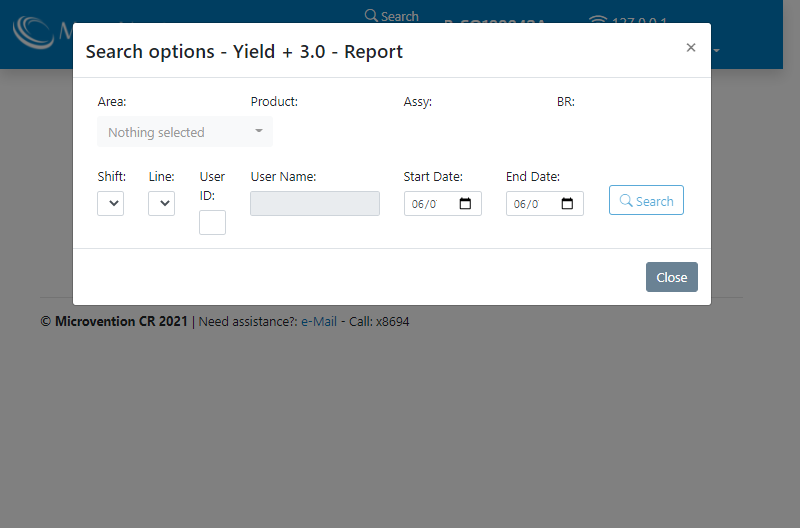 Search
127.0.0.1
Search options - Yield + 3.0 - Report
×
Area:
Product:
Assy:
BR:
Nothing selected
Shift:
Line:
User ID:
User Name:
Start Date:
End Date:
06/0
06/0
Search
Close
© Microvention CR 2021 | Need assistance?: e-Mail - Call: x8694